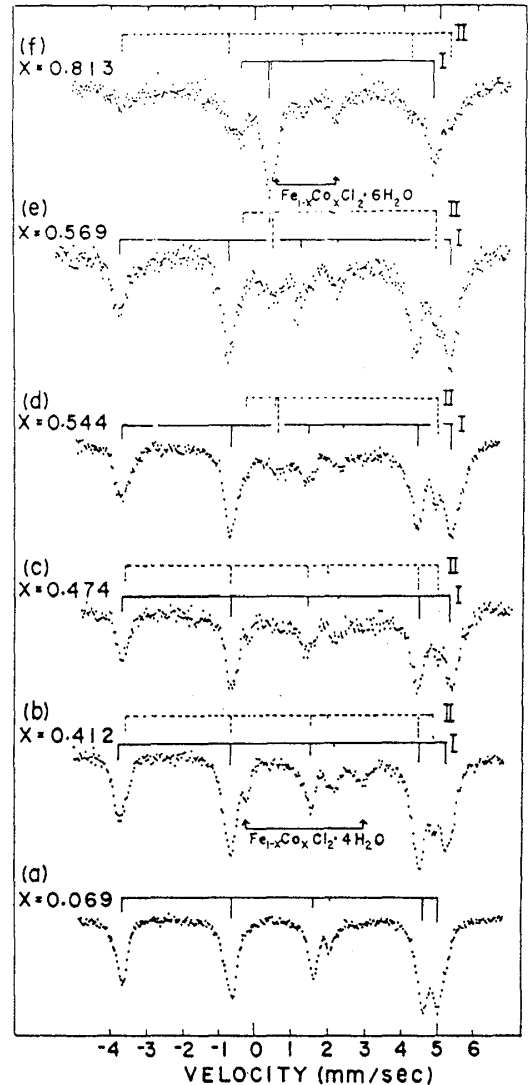 (f)
X=0.813
II
I
Fe₁₋ₓCoₓCl₂·6H₂O
(e)
X=0.569
II
I
(d)
X=0.544
II
I
(c)
X=0.474
II
I
(b)
X=0.412
II
I
Fe₁₋ₓCoₓCl₂·4H₂O
(a)
X=0.069
-4 -3 -2 -1 0 1 2 3 4 5 6
VELOCITY (mm/sec)